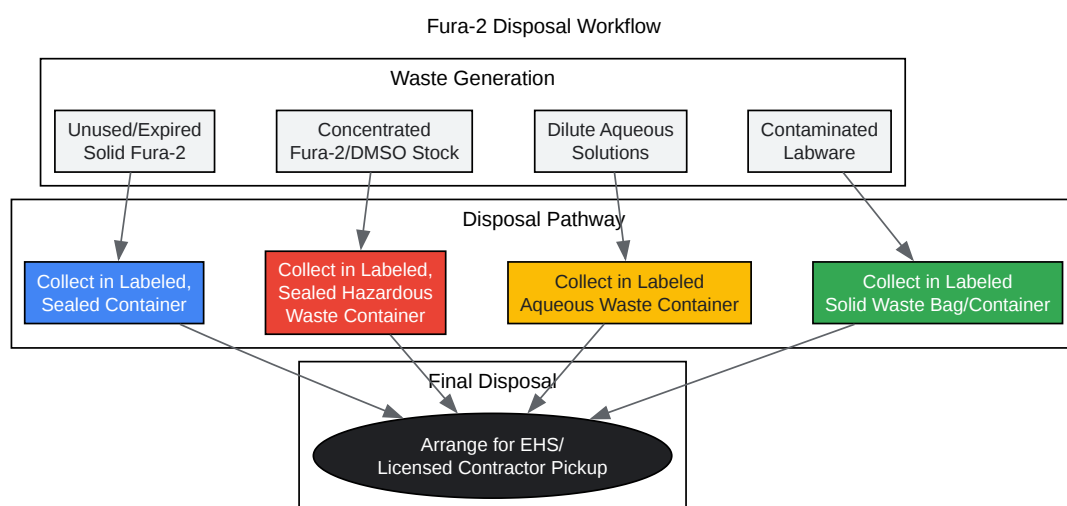 Fura-2 Disposal Workflow
Waste Generation
Unused/Expired
Solid Fura-2
Concentrated
Fura-2/DMSO Stock
Dilute Aqueous
Solutions
Contaminated
Labware
Disposal Pathway
Collect in Labeled,
Sealed Container
Collect in Labeled,
Sealed Hazardous
Waste Container
Collect in Labeled
Aqueous Waste Container
Collect in Labeled
Solid Waste Bag/Container
Final Disposal
Arrange for EHS/
Licensed Contractor Pickup